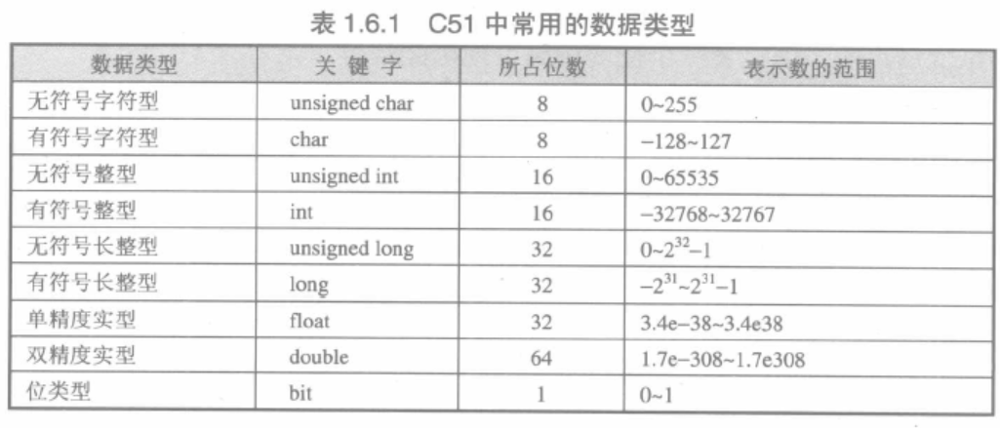 表 1.6.1 C51 中常用的数据类型
数据类型 关 键 字 所占位数 表示数的范围
无符号字符型 unsigned char 8 0~255
有符号字符型 char 8 −128~127
无符号整型 unsigned int 16 0~65535
有符号整型 int 16 −32768~32767
无符号长整型 unsigned long 32 0~2³²−1
有符号长整型 long 32 −2³¹~2³¹−1
单精度实型 float 32 3.4e−38~3.4e38
双精度实型 double 64 1.7e−308~1.7e308
位类型 bit 1 0~1